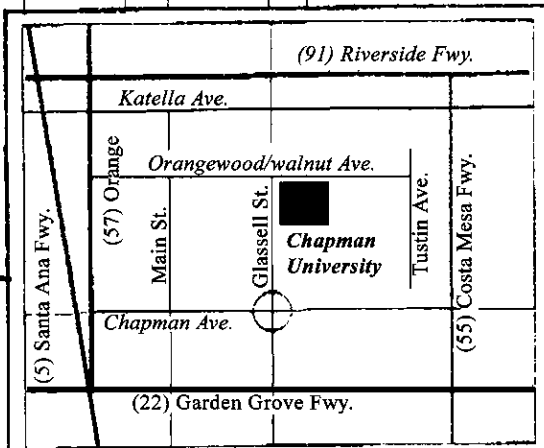 (91) Riverside Fwy.
Katella Ave.
Orangewood/walnut Ave.
(57) Orange
Main St.
Glassell St.
Tustin Ave.
(55) Costa Mesa Fwy.
(5) Santa Ana Fwy.
Chapman
University
Chapman Ave.
(22) Garden Grove Fwy.